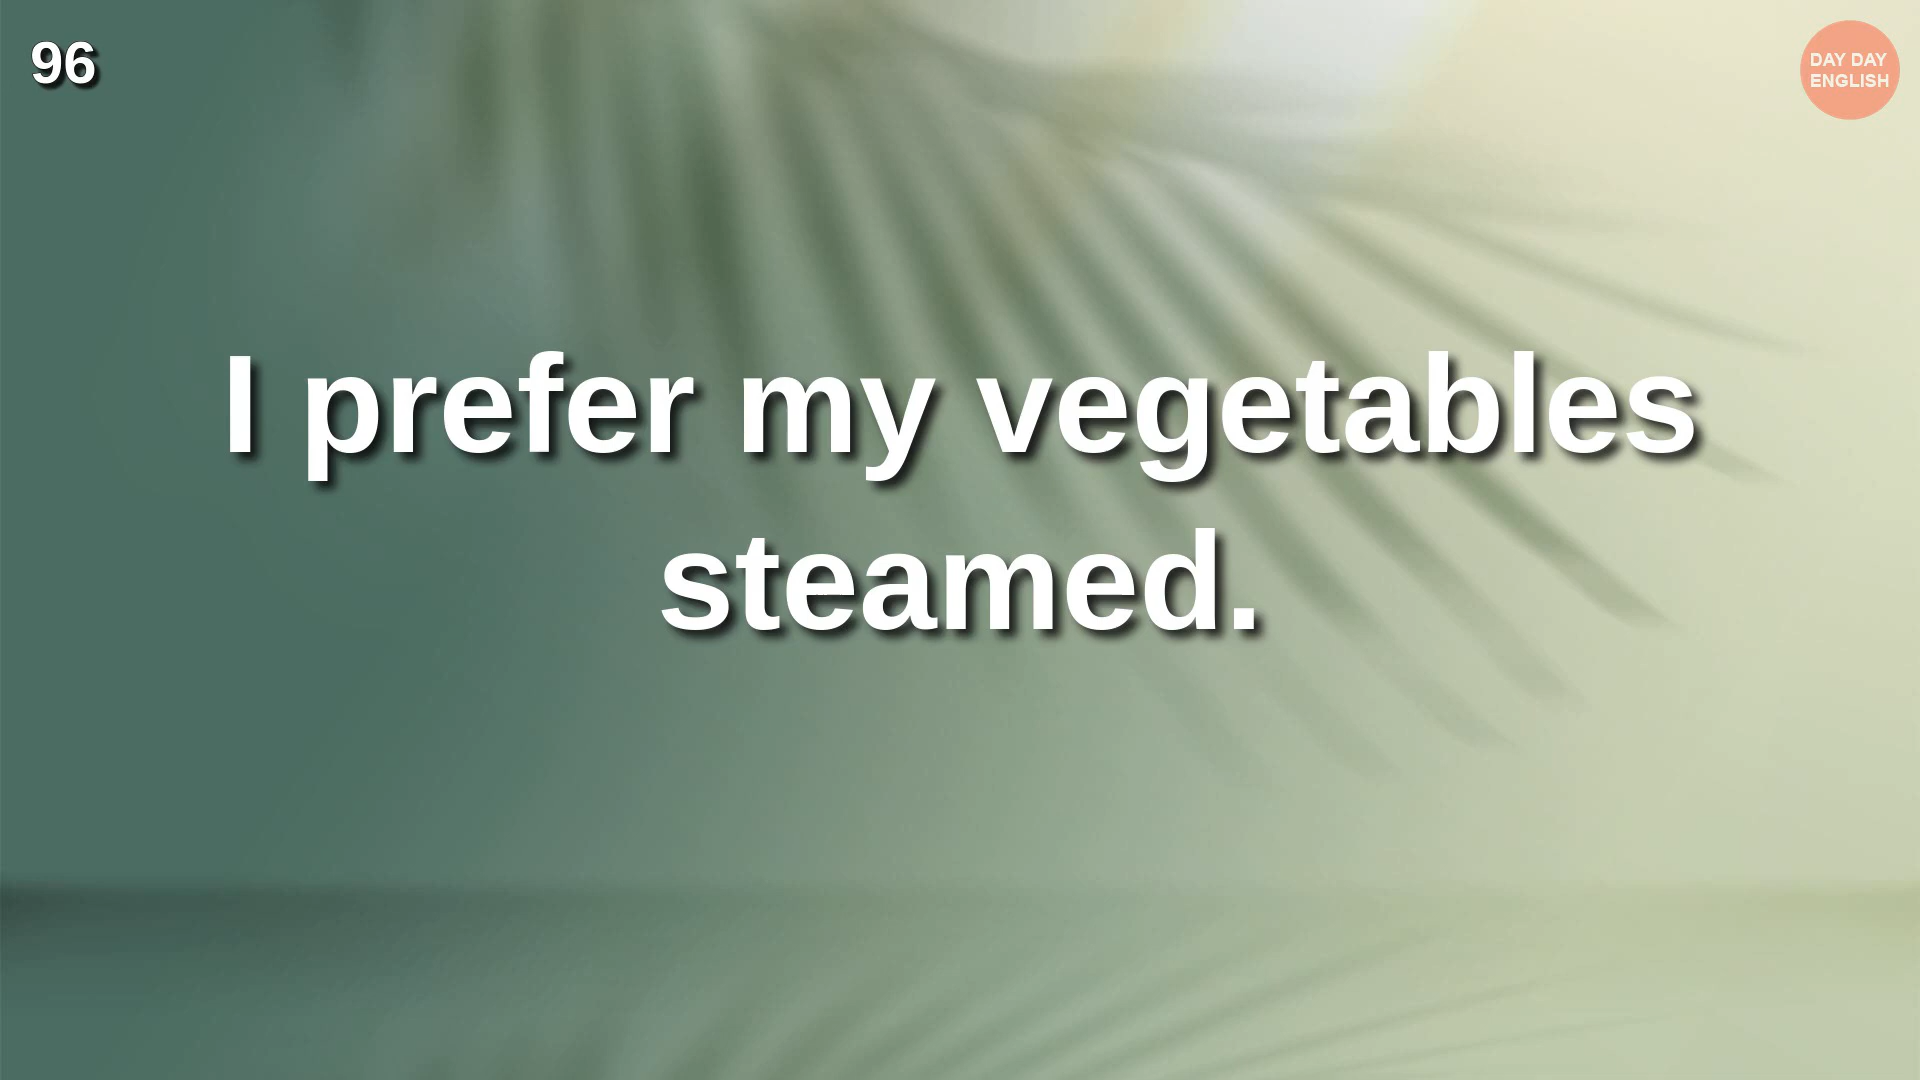 96
DAY DAY
ENGLISH
I prefer my vegetables
steamed.